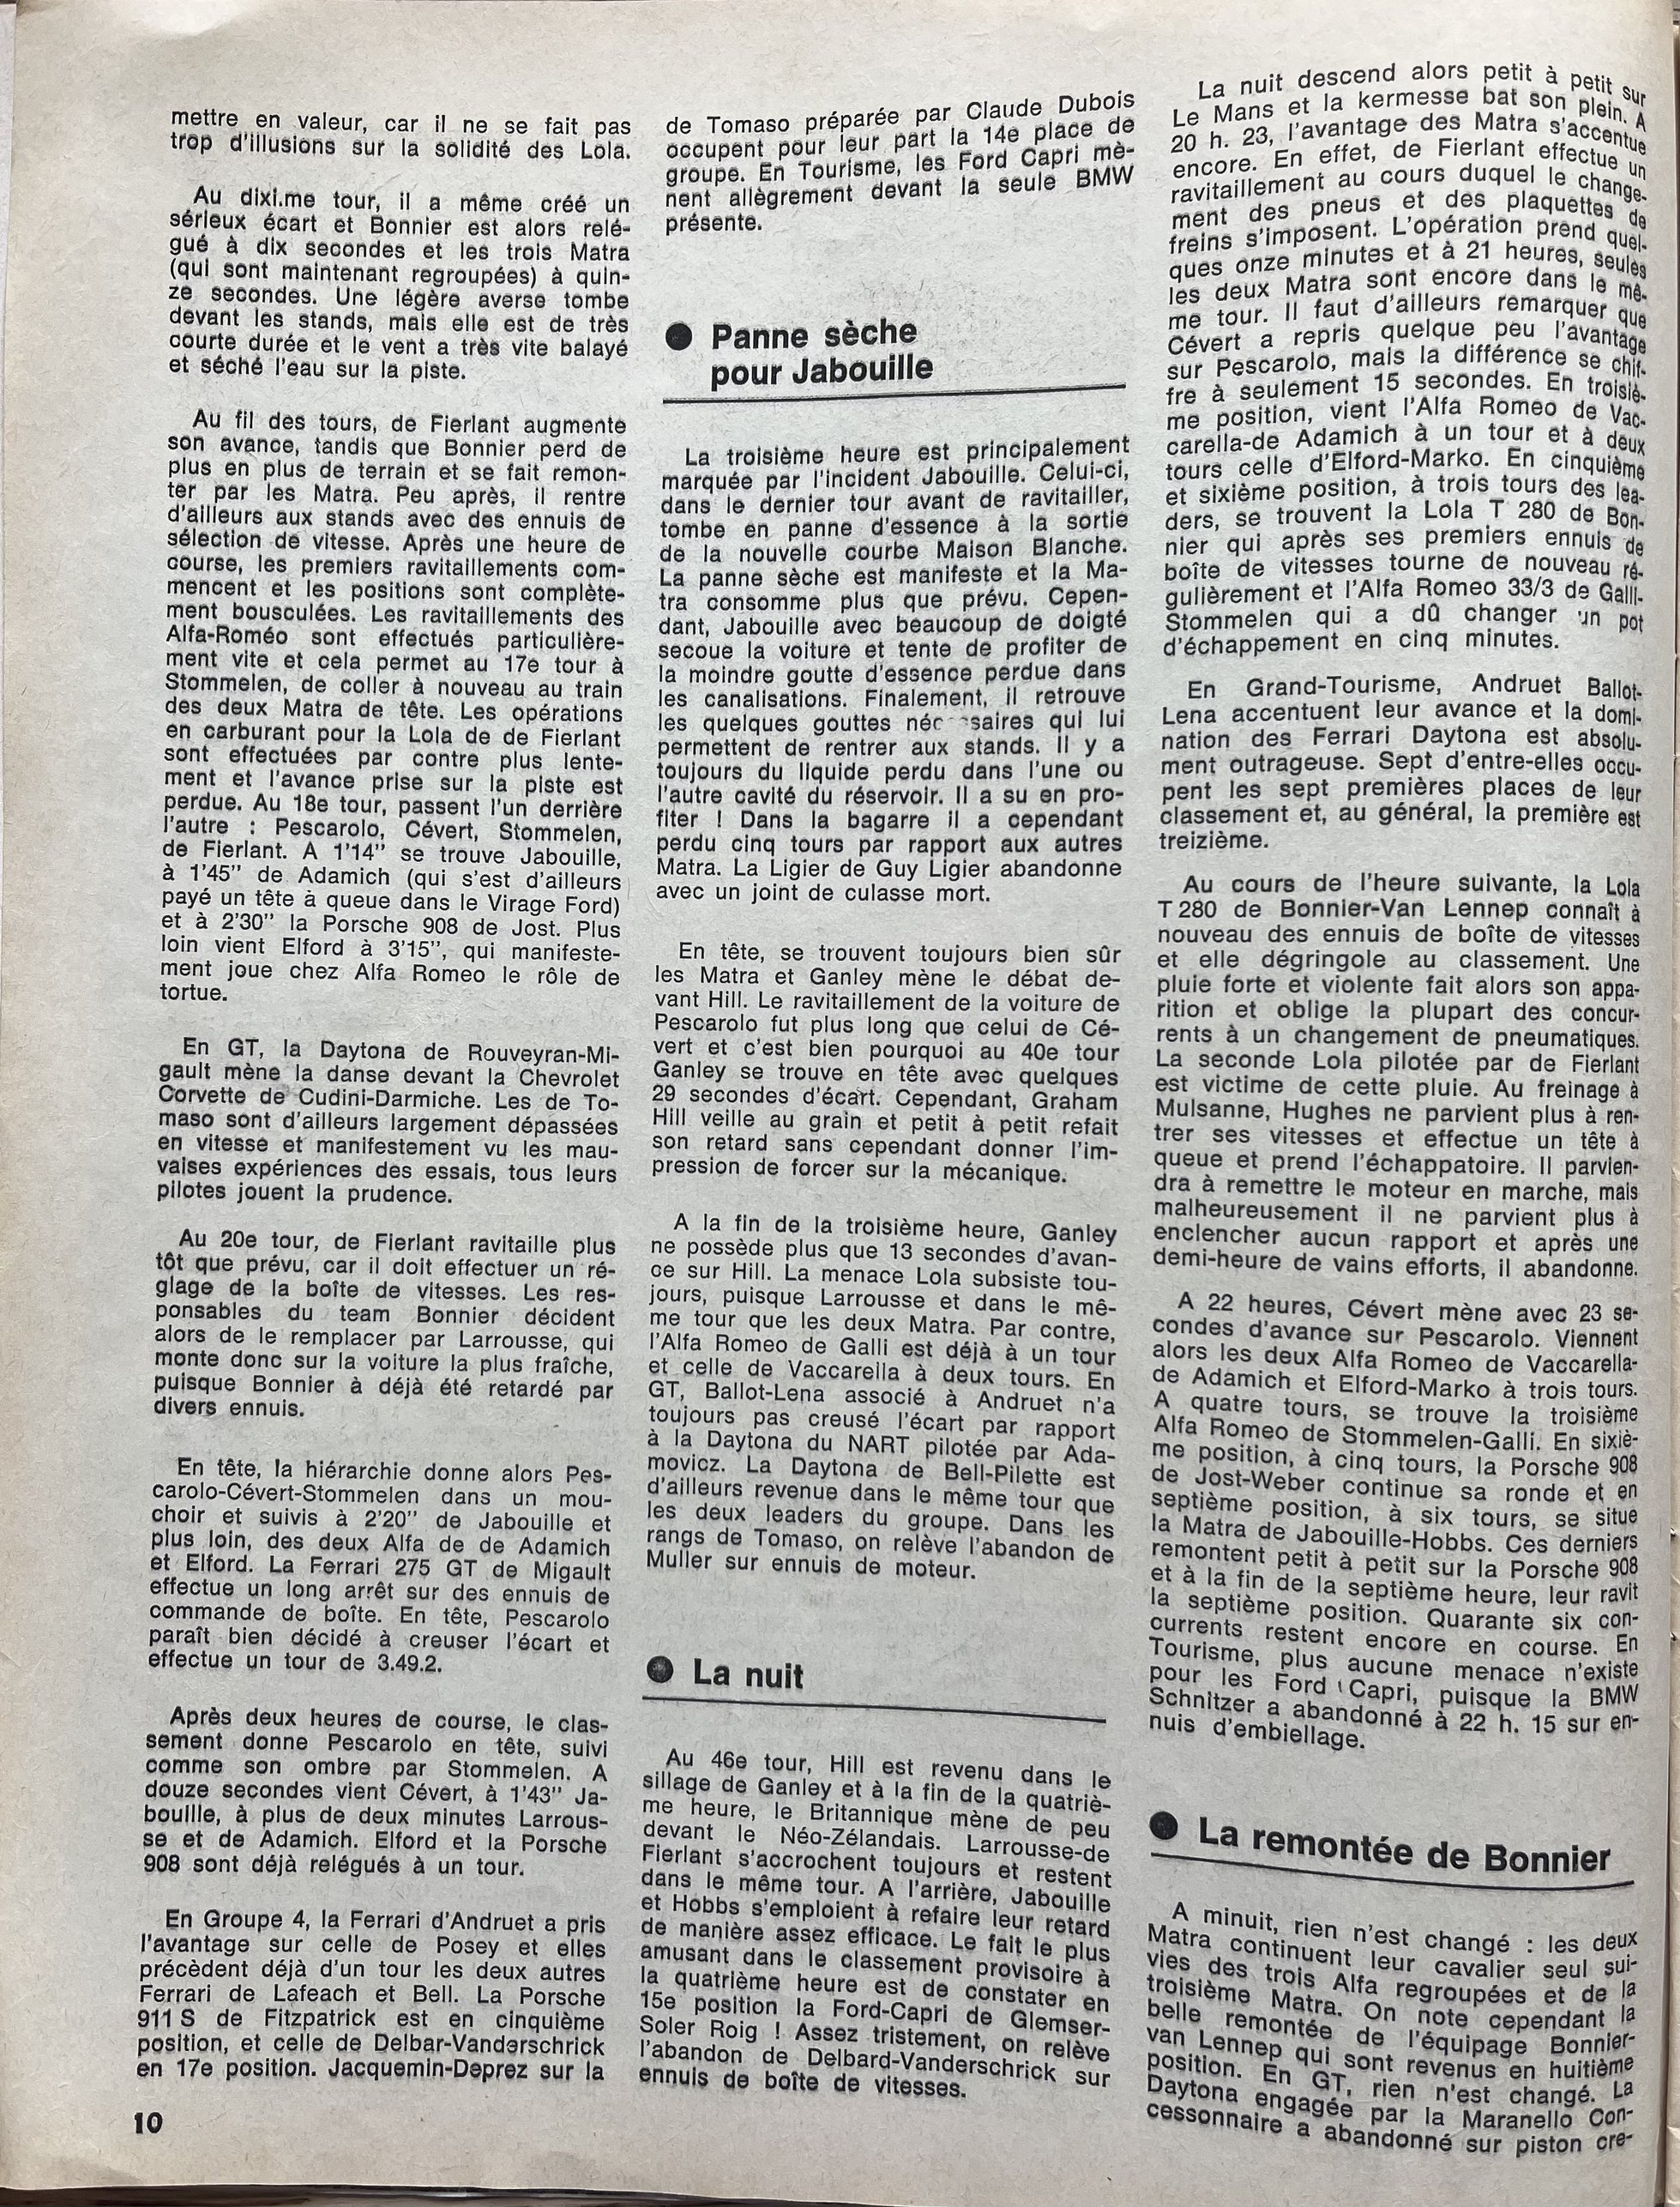 mettre en valeur, car il ne se fait pas
trop d'illusions sur la solidité des Lola.
Au dixi.me tour, il a même créé un
sérieux écart et Bonnier est alors relé-
gué à dix secondes et les trois Matra
(qui sont maintenant regroupées) à quin-
ze secondes. Une légère averse tombe
devant les stands, mais elle est de très
courte durée et le vent a très vite balayé
et séché l'eau sur la piste.
Au fil des tours, de Fierlant augmente
son avance, tandis que Bonnier perd de
plus en plus de terrain et se fait remon-
ter par les Matra. Peu après, il rentre
d'ailleurs aux stands avec des ennuis de
sélection de vitesse. Après une heure de
course, les premiers ravitaillements com-
mencent et les positions sont complète-
ment bousculées. Les ravitaillements des
Alfa-Roméo sont effectués particulière-
ment vite et cela permet au 17e tour à
Stommelen, de coller à nouveau au train
des deux Matra de tête. Les opérations
en carburant pour la Lola de de Fierlant
sont effectuées par contre plus lente-
ment et l'avance prise sur la piste est
perdue. Au 18e tour, passent l'un derrière
l'autre : Pescarolo, Cévert, Stommelen,
de Fierlant. A 1'14" se trouve Jabouille,
à 1'45" de Adamich (qui s'est d'ailleurs
payé un tête à queue dans le Virage Ford)
et à 2'30" la Porsche 908 de Jost. Plus
loin vient Elford à 3'15", qui manifeste-
ment joue chez Alfa Romeo le rôle de
tortue.
En GT, la Daytona de Rouveyran-Mi-
gault mène la danse devant la Chevrolet
Corvette de Cudini-Darmiche. Les de To-
maso sont d'ailleurs largement dépassées
en vitesse et manifestement vu les mau-
vaises expériences des essais, tous leurs
pilotes jouent la prudence.
Au 20e tour, de Fierlant ravitaille plus
tôt que prévu, car il doit effectuer un ré-
glage de la boîte de vitesses. Les res-
ponsables du team Bonnier décident
alors de le remplacer par Larrousse, qui
monte donc sur la voiture la plus fraîche,
puisque Bonnier à déjà été retardé par
divers ennuis.
En tête, la hiérarchie donne alors Pes-
carolo-Cévert-Stommelen dans un mou-
choir et suivis à 2'20" de Jabouille et
plus loin, des deux Alfa de de Adamich
et Elford. La Ferrari 275 GT de Migault
effectue un long arrêt sur des ennuis de
commande de boîte. En tête, Pescarolo
paraît bien décidé à creuser l'écart et
effectue un tour de 3.49.2.
Après deux heures de course, le clas-
sement donne Pescarolo en tête, suivi
comme son ombre par Stommelen. A
douze secondes vient Cévert, à 1'43" Ja-
bouille, à plus de deux minutes Larrous-
se et de Adamich. Elford et la Porsche
908 sont déjà relégués à un tour.
En Groupe 4, la Ferrari d'Andruet a pris
l'avantage sur celle de Posey et elles
précèdent déjà d'un tour les deux autres
Ferrari de Lafeach et Bell. La Porsche
911 S de Fitzpatrick est en cinquième
position, et celle de Delbar-Vanderschrick
en 17e position. Jacquemin-Deprez sur la
10
de Tomaso préparée par Claude Dubois
occupent pour leur part la 14e place de
groupe. En Tourisme, les Ford Capri mè-
nent allègrement devant la seule BMW
présente.
● Panne sèche
pour Jabouille
La troisième heure est principalement
marquée par l'incident Jabouille. Celui-ci,
dans le dernier tour avant de ravitailler,
tombe en panne d'essence à la sortie
de la nouvelle courbe Maison Blanche.
La panne sèche est manifeste et la Ma-
tra consomme plus que prévu. Cepen-
dant, Jabouille avec beaucoup de doigté
secoue la voiture et tente de profiter de
la moindre goutte d'essence perdue dans
les canalisations. Finalement, il retrouve
les quelques gouttes néc saires qui lui
permettent de rentrer aux stands. Il y a
toujours du liquide perdu dans l'une ou
l'autre cavité du réservoir. Il a su en pro-
fiter ! Dans la bagarre il a cependant
perdu cinq tours par rapport aux autres
Matra. La Ligier de Guy Ligier abandonne
avec un joint de culasse mort.
En tête, se trouvent toujours bien sûr
les Matra et Ganley mène le débat de-
vant Hill. Le ravitaillement de la voiture de
Pescarolo fut plus long que celui de Cé-
vert et c'est bien pourquoi au 40e tour
Ganley se trouve en tête avec quelques
29 secondes d'écart. Cependant, Graham
Hill veille au grain et petit à petit refait
son retard sans cependant donner l'im-
pression de forcer sur la mécanique.
A la fin de la troisième heure, Ganley
ne possède plus que 13 secondes d'avan-
ce sur Hill. La menace Lola subsiste tou-
jours, puisque Larrousse et dans le mê-
me tour que les deux Matra. Par contre,
l'Alfa Romeo de Galli est déjà à un tour
et celle de Vaccarella à deux tours. En
GT, Ballot-Lena associé à Andruet n'a
toujours pas creusé l'écart par rapport
à la Daytona du NART pilotée par Ada-
movicz. La Daytona de Bell-Pilette est
d'ailleurs revenue dans le même tour que
les deux leaders du groupe. Dans les
rangs de Tomaso, on relève l'abandon de
Muller sur ennuis de moteur.
● La nuit
Au 46e tour, Hill est revenu dans le
sillage de Ganley et à la fin de la quatriè-
me heure, le Britannique mène de peu
devant le Néo-Zélandais. Larrousse-de
Fierlant s'accrochent toujours et restent
dans le même tour. A l'arrière, Jabouille
et Hobbs s'emploient à refaire leur retard
de manière assez efficace. Le fait le plus
amusant dans le classement provisoire à
la quatrième heure est de constater en
15e position la Ford-Capri de Glemser-
Soler Roig ! Assez tristement, on relève
l'abandon de Delbard-Vanderschrick sur
ennuis de boîte de vitesses.
La nuit descend alors petit à petit sur
Le Mans et la kermesse bat son plein. A
20 h. 23, l'avantage des Matra s'accentue
encore. En effet, de Fierlant effectue un
ravitaillement au cours duquel le change-
ment des pneus et des plaquettes de
freins s'imposent. L'opération prend quel-
ques onze minutes et à 21 heures, seules
les deux Matra sont encore dans le mê-
me tour. Il faut d'ailleurs remarquer que
Cévert a repris quelque peu l'avantage
sur Pescarolo, mais la différence se chif-
fre à seulement 15 secondes. En troisiè-
me position, vient l'Alfa Romeo de Vac-
carella-de Adamich à un tour et à deux
tours celle d'Elford-Marko. En cinquième
et sixième position, à trois tours des lea-
ders, se trouvent la Lola T 280 de Bon-
nier qui après ses premiers ennuis de
boîte de vitesses tourne de nouveau ré-
gulièrement et l'Alfa Romeo 33/3 de Galli-
Stommelen qui a dû changer un pot
d'échappement en cinq minutes.
En Grand-Tourisme, Andruet Ballot-
Lena accentuent leur avance et la domi-
nation des Ferrari Daytona est absolu-
ment outrageuse. Sept d'entre-elles occu-
pent les sept premières places de leur
classement et, au général, la première est
treizième.
Au cours de l'heure suivante, la Lola
T 280 de Bonnier-Van Lennep connaît à
nouveau des ennuis de boîte de vitesses
et elle dégringole au classement. Une
pluie forte et violente fait alors son appa-
rition et oblige la plupart des concur-
rents à un changement de pneumatiques.
La seconde Lola pilotée par de Fierlant
est victime de cette pluie. Au freinage à
Mulsanne, Hughes ne parvient plus à ren-
trer ses vitesses et effectue un tête à
queue et prend l'échappatoire. Il parvien-
dra à remettre le moteur en marche, mais
malheureusement il ne parvient plus à
enclencher aucun rapport et après une
demi-heure de vains efforts, il abandonne.
A 22 heures, Cévert mène avec 23 se-
condes d'avance sur Pescarolo. Viennent
alors les deux Alfa Romeo de Vaccarella-
de Adamich et Elford-Marko à trois tours.
A quatre tours, se trouve la troisième
Alfa Romeo de Stommelen-Galli. En sixiè-
me position, à cinq tours, la Porsche 908
de Jost-Weber continue sa ronde et en
septième position, à six tours, se situe
la Matra de Jabouille-Hobbs. Ces derniers
remontent petit à petit sur la Porsche 908
et à la fin de la septième heure, leur ravit
la septième position. Quarante six con-
currents restent encore en course. En
Tourisme, plus aucune menace n'existe
pour les Ford Capri, puisque la BMW
Schnitzer a abandonné à 22 h. 15 sur en-
nuis d'embiellage.
● La remontée de Bonnier
A minuit, rien n'est changé : les deux
Matra continuent leur cavalier seul sui-
vies des trois Alfa regroupées et de la
troisième Matra. On note cependant la
belle remontée de l'équipage Bonnier-
van Lennep qui sont revenus en huitième
position. En GT, rien n'est changé. La
Daytona engagée par la Maranello Con-
cessonnaire a abandonné sur piston cre-